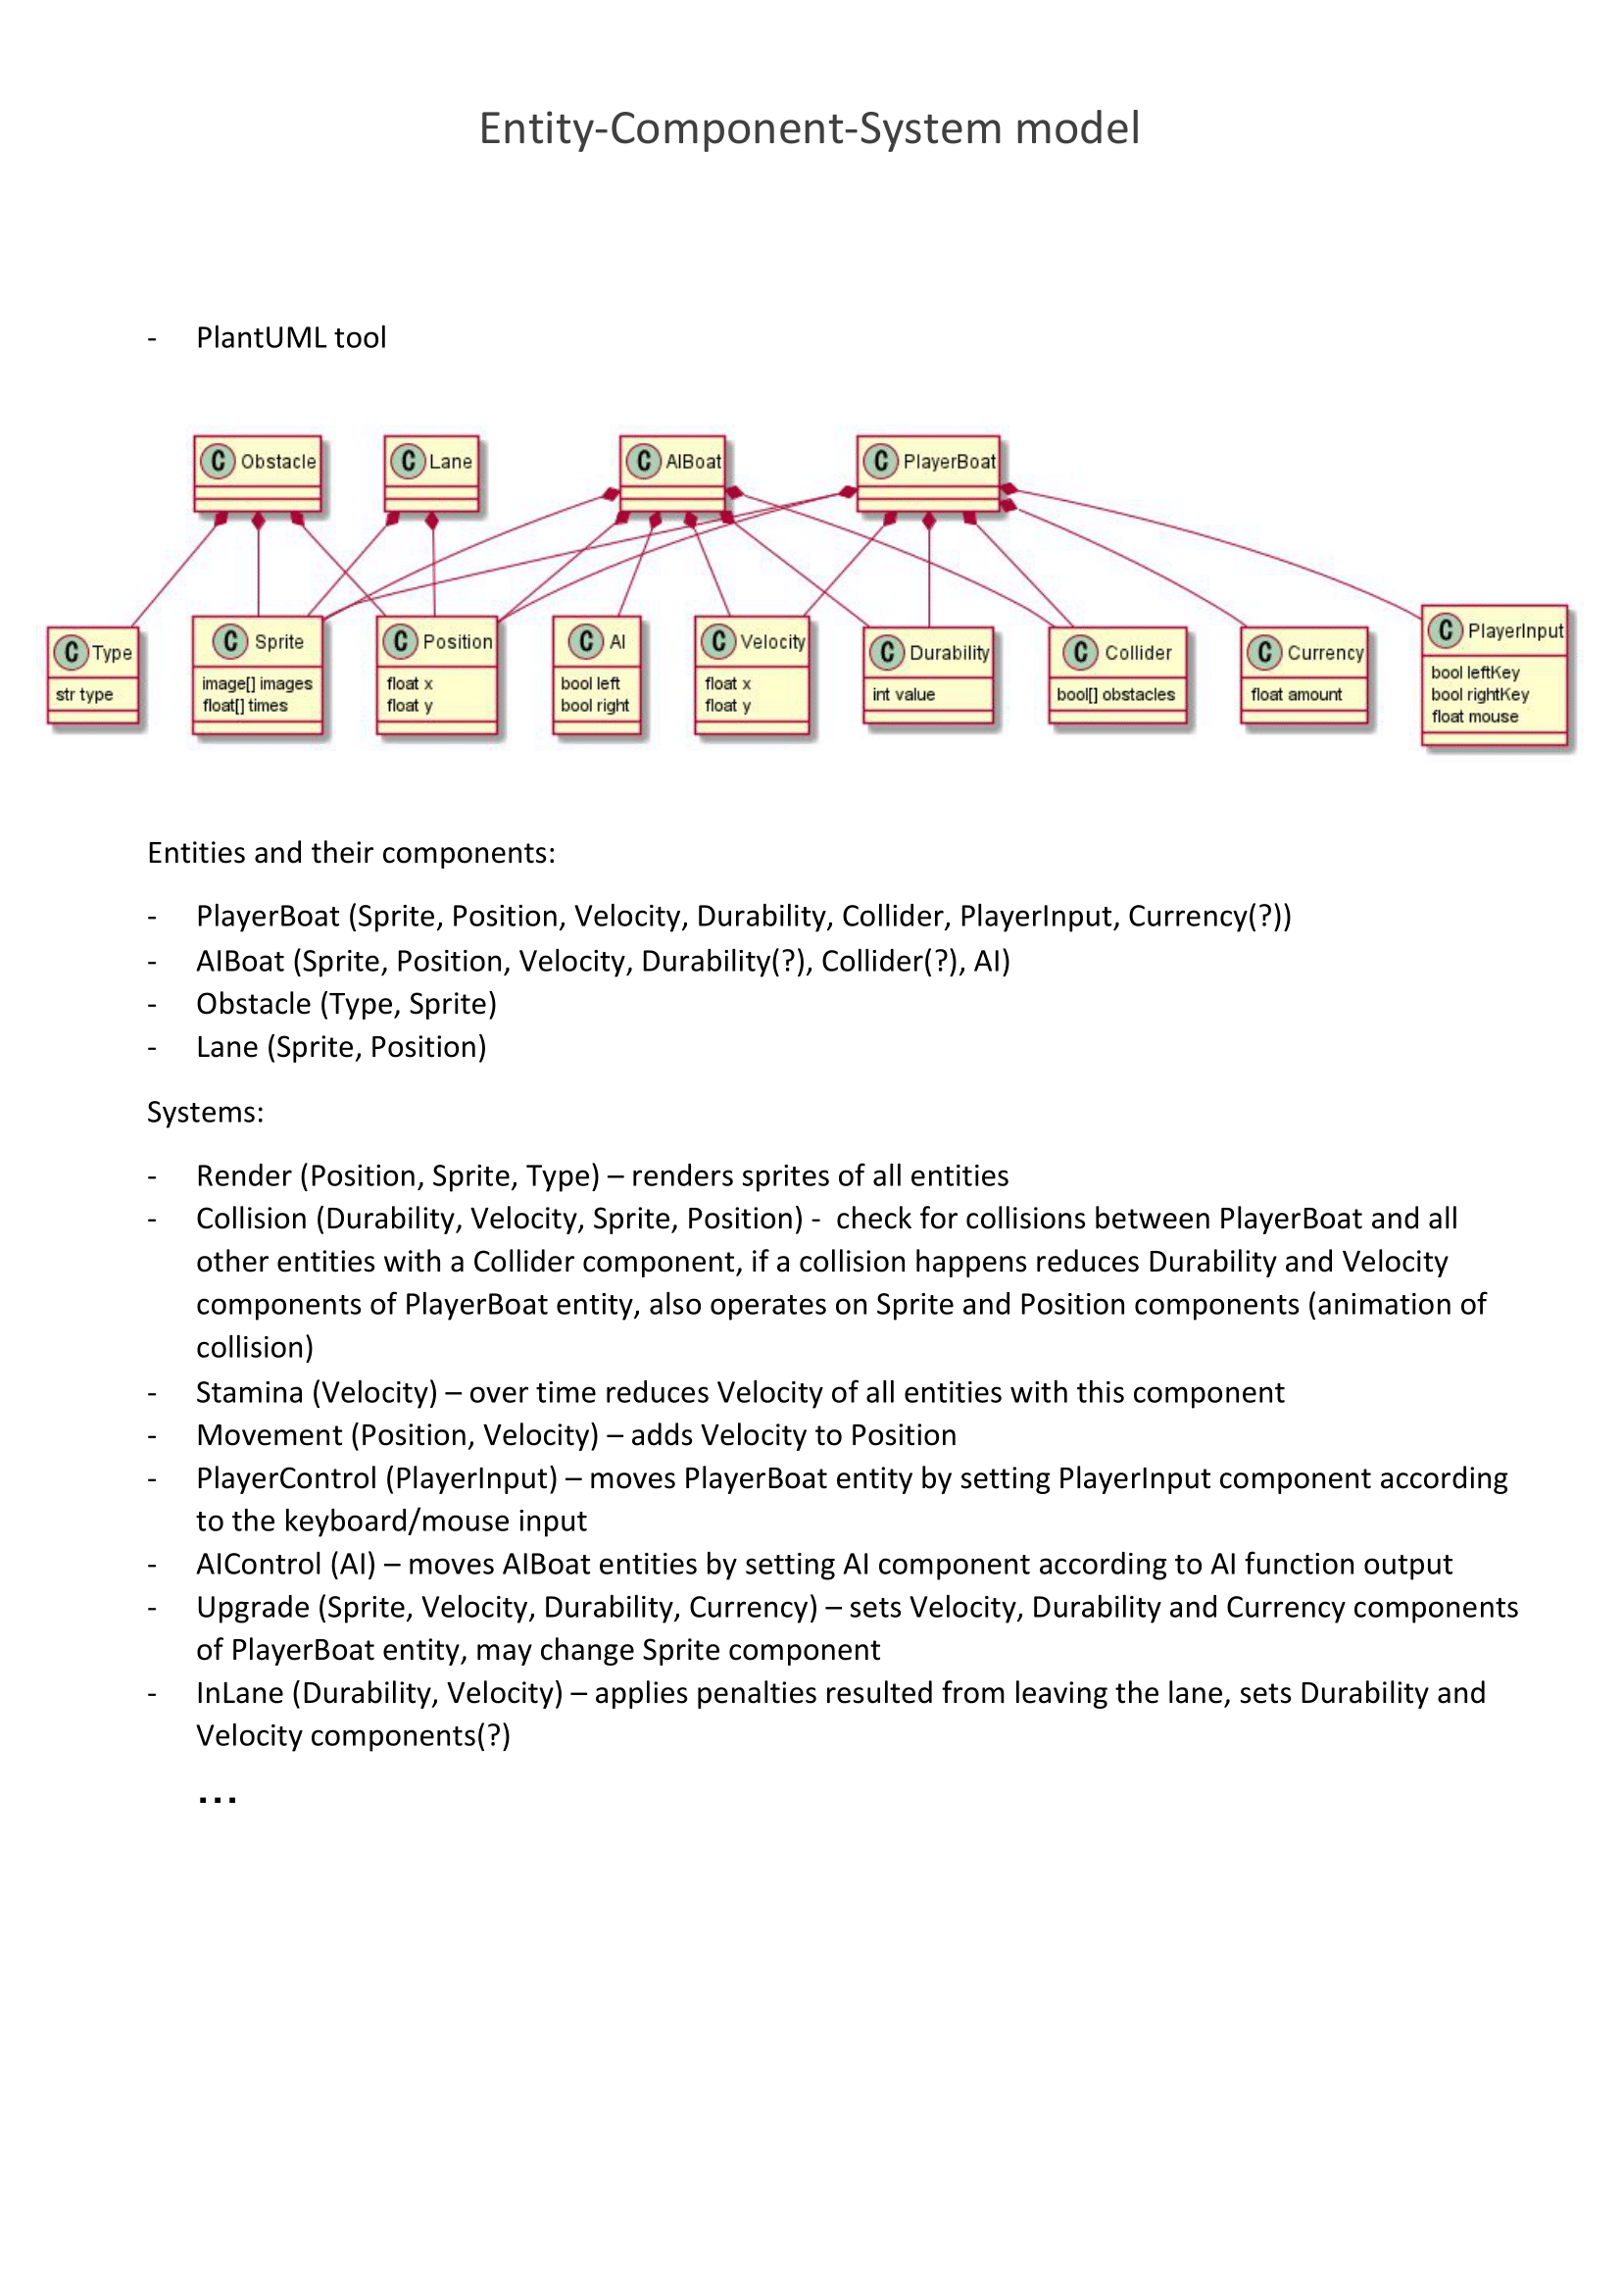 Entity-Component-System model
- PlantUML tool
C Obstacle
C Lane
C AIBoat
C PlayerBoat
C Type
str type
C Sprite
image[] images
float[] times
C Position
float x
float y
C AI
bool left
bool right
C Velocity
float x
float y
C Durability
int value
C Collider
bool[] obstacles
C Currency
float amount
C PlayerInput
bool leftKey
bool rightKey
float mouse
Entities and their components:
- PlayerBoat (Sprite, Position, Velocity, Durability, Collider, PlayerInput, Currency(?))
- AIBoat (Sprite, Position, Velocity, Durability(?), Collider(?), AI)
- Obstacle (Type, Sprite)
- Lane (Sprite, Position)
Systems:
- Render (Position, Sprite, Type) – renders sprites of all entities
- Collision (Durability, Velocity, Sprite, Position) - check for collisions between PlayerBoat and all
other entities with a Collider component, if a collision happens reduces Durability and Velocity
components of PlayerBoat entity, also operates on Sprite and Position components (animation of
collision)
- Stamina (Velocity) – over time reduces Velocity of all entities with this component
- Movement (Position, Velocity) – adds Velocity to Position
- PlayerControl (PlayerInput) – moves PlayerBoat entity by setting PlayerInput component according
to the keyboard/mouse input
- AIControl (AI) – moves AIBoat entities by setting AI component according to AI function output
- Upgrade (Sprite, Velocity, Durability, Currency) – sets Velocity, Durability and Currency components
of PlayerBoat entity, may change Sprite component
- InLane (Durability, Velocity) – applies penalties resulted from leaving the lane, sets Durability and
Velocity components(?)
...